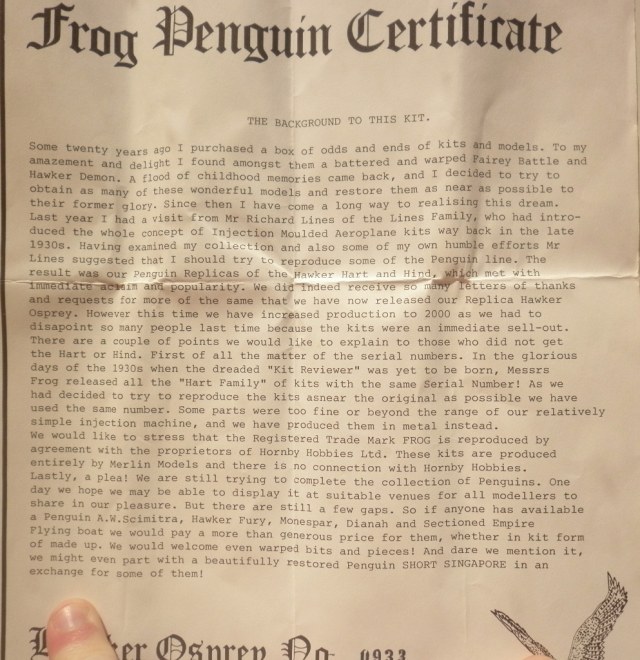 Frog Penguin Certificate
THE BACKGROUND TO THIS KIT.
Some twenty years ago I purchased a box of odds and ends of kits and models. To my
amazement and delight I found amongst them a battered and warped Fairey Battle and
Hawker Demon. A flood of childhood memories came back, and I decided to try to
obtain as many of these wonderful models and restore them as near as possible to
their former glory. Since then I have come a long way to realising this dream.
Last year I had a visit from Mr Richard Lines of the Lines Family, who had intro-
duced the whole concept of Injection Moulded Aeroplane kits way back in the late
1930s. Having examined my collection and also some of my own humble efforts Mr
Lines suggested that I should try to reproduce some of the Penguin line. The
result was our Penguin Replicas of the Hawker Hart and Hind, which met with
immediate aclaim and popularity. We did indeed receive so many letters of thanks
and requests for more of the same that we have now released our Replica Hawker
Osprey. However this time we have increased production to 2000 as we had to
disapoint so many people last time because the kits were an immediate sell-out.
There are a couple of points we would like to explain to those who did not get
the Hart or Hind. First of all the matter of the serial numbers. In the glorious
days of the 1930s when the dreaded "Kit Reviewer" was yet to be born, Messrs
Frog released all the "Hart Family" of kits with the same Serial Number! As we
had decided to try to reproduce the kits asnear the original as possible we have
used the same number. Some parts were too fine or beyond the range of our relatively
simple injection machine, and we have produced them in metal instead.
We would like to stress that the Registered Trade Mark FROG is reproduced by
agreement with the proprietors of Hornby Hobbies Ltd. These kits are produced
entirely by Merlin Models and there is no connection with Hornby Hobbies.
Lastly, a plea! We are still trying to complete the collection of Penguins. One
day we hope we may be able to display it at suitable venues for all modellers to
share in our pleasure. But there are still a few gaps. So if anyone has available
a Penguin A.W.Scimitra, Hawker Fury, Monespar, Dianah and Sectioned Empire
Flying boat we would pay a more than generous price for them, whether in kit form
of made up. We would welcome even warped bits and pieces! And dare we mention it,
we might even part with a beautifully restored Penguin SHORT SINGAPORE in an
exchange for some of them!
Osprey No. 0933